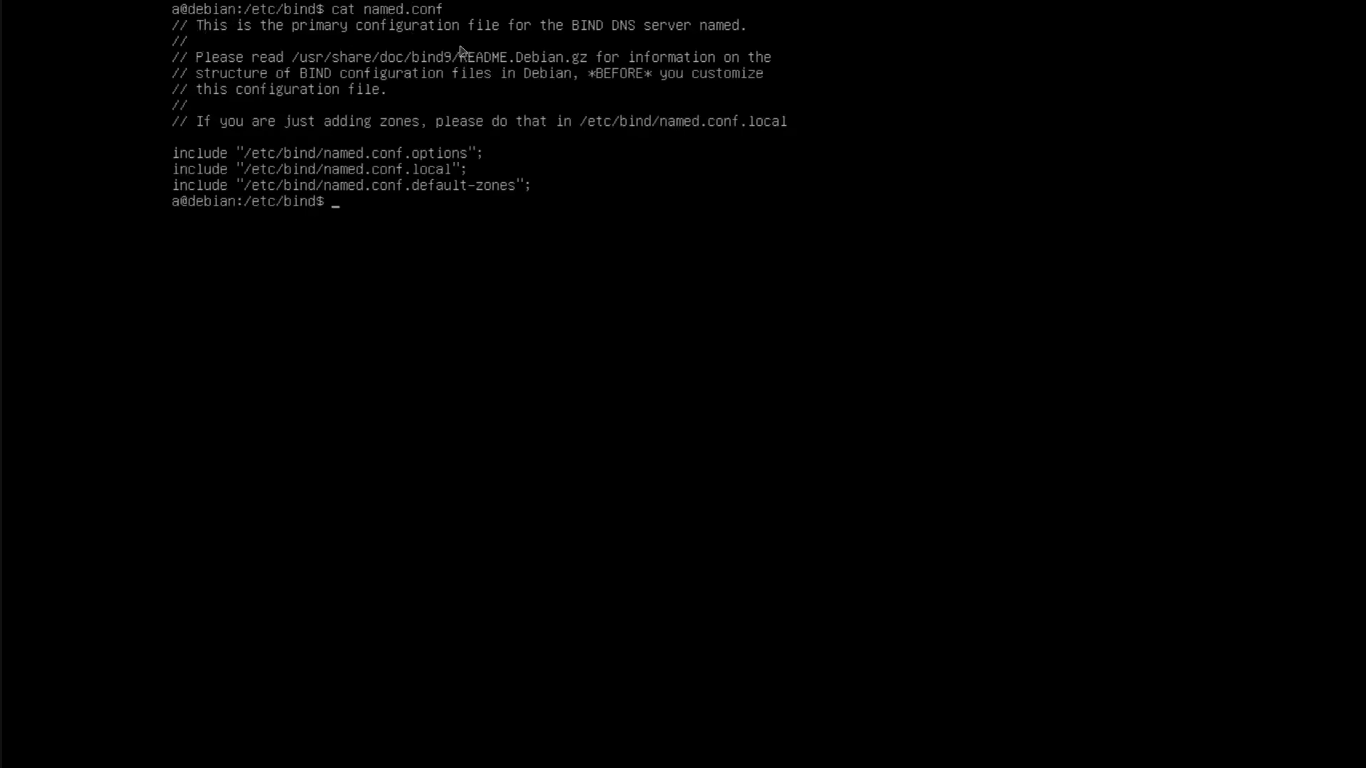 a@debian:/etc/bind$ cat named.conf
// This is the primary configuration file for the BIND DNS server named.
//
// Please read /usr/share/doc/bind9/README.Debian.gz for information on the
// structure of BIND configuration files in Debian, *BEFORE* you customize
// this configuration file.
//
// If you are just adding zones, please do that in /etc/bind/named.conf.local

include "/etc/bind/named.conf.options";
include "/etc/bind/named.conf.local";
include "/etc/bind/named.conf.default-zones";
a@debian:/etc/bind$ _